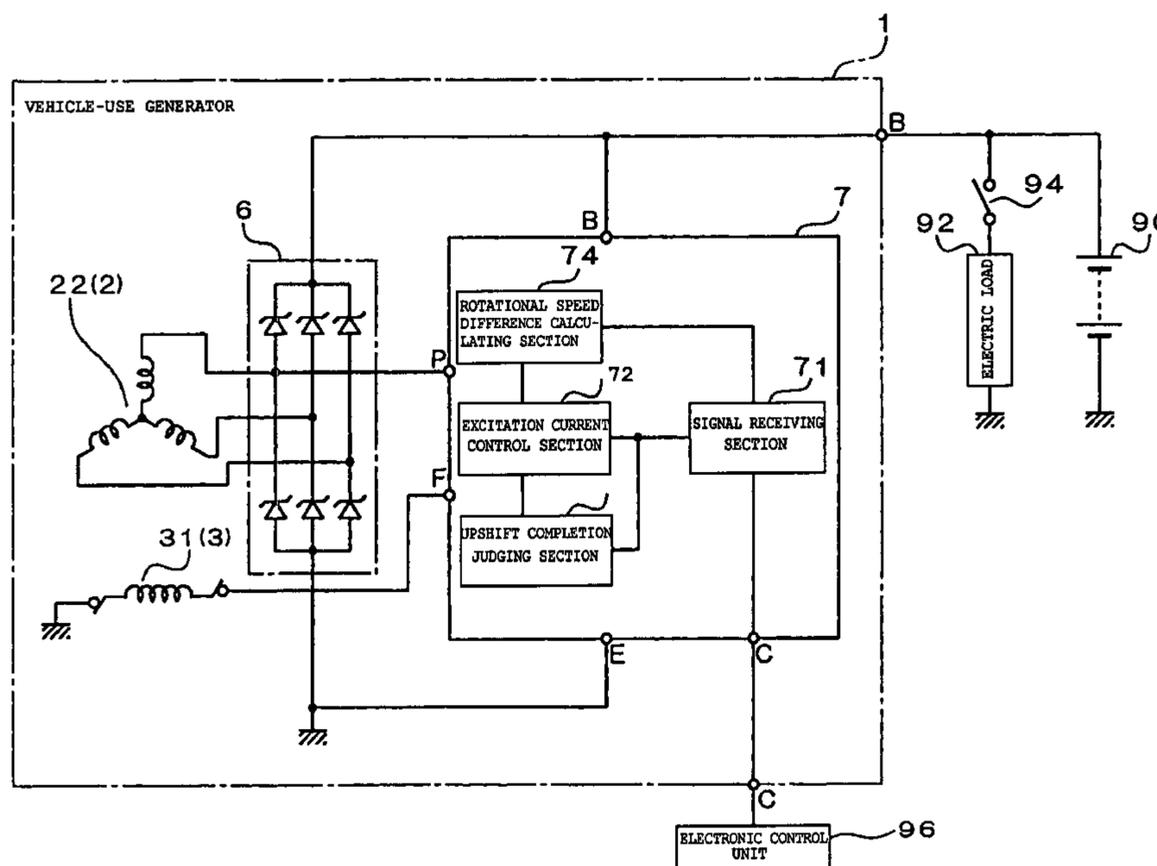 1
VEHICLE-USE GENERATOR
B
6
B
7
94
92
ELECTRIC LOAD
74
22(2)
ROTATIONAL SPEED
DIFFERENCE CALCU-
LATING SECTION
P
72
71
EXCITATION CURRENT
CONTROL SECTION
SIGNAL RECEIVING
SECTION
F
UPSHIFT COMPLETION
JUDGING SECTION
31(3)
E
C
C
ELECTRONIC CONTROL
UNIT
96